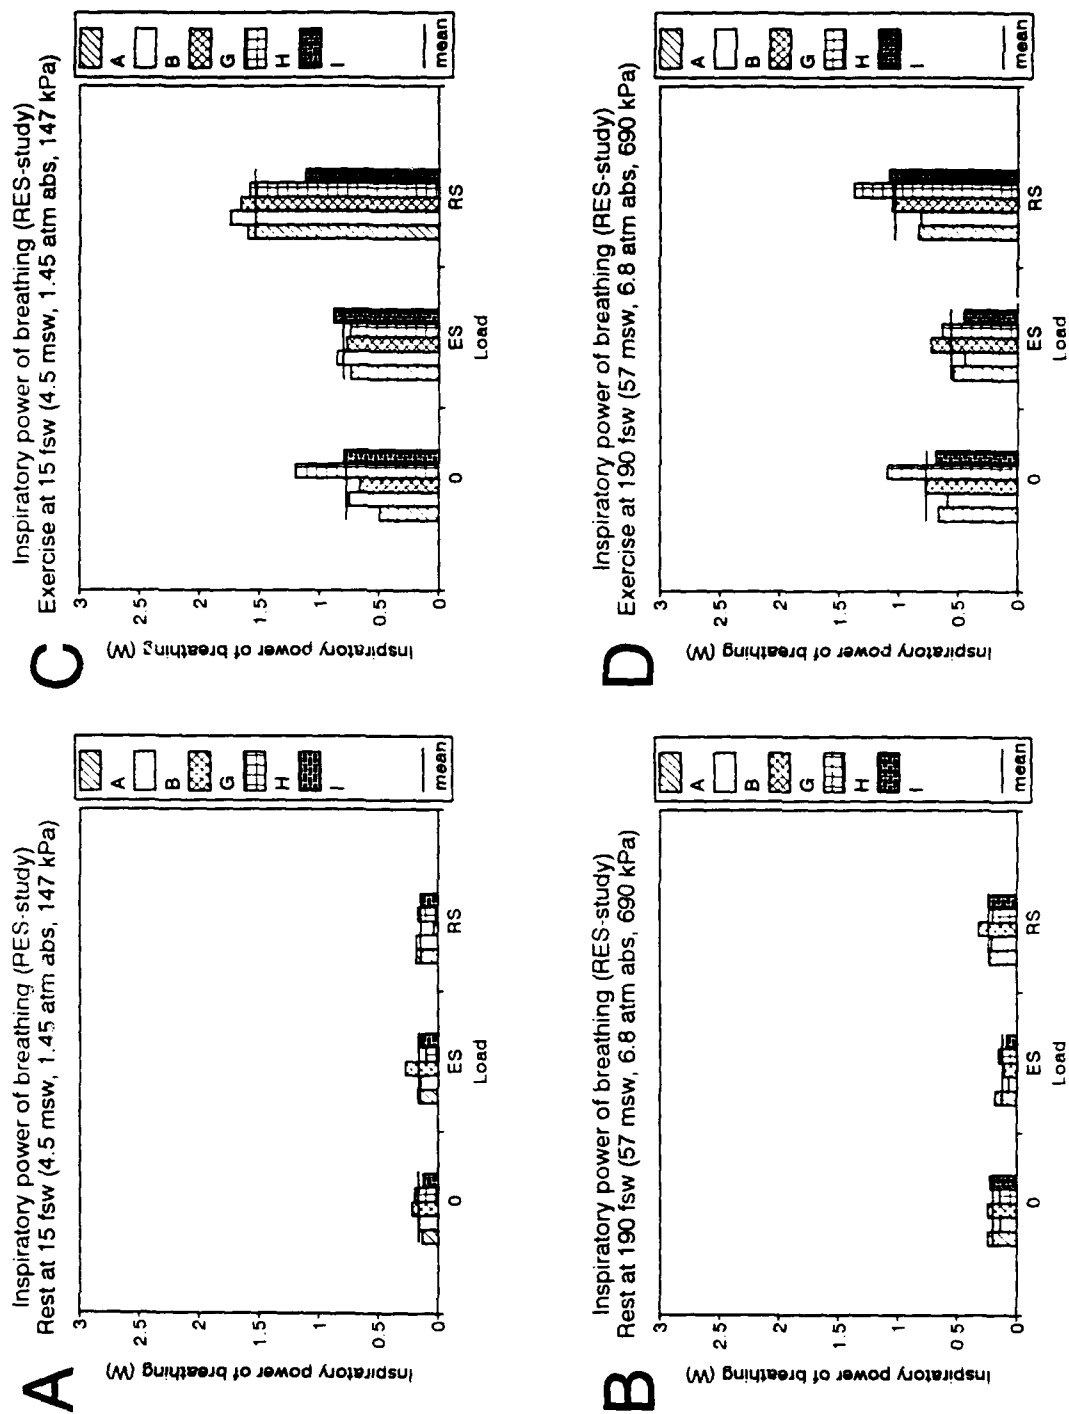 A
Inspiratory power of breathing (RES-study)
Rest at 15 fsw (4.5 msw, 1.45 atm abs, 147 kPa)
Inspiratory power of breathing (W)
3
2.5
2
1.5
1
0.5
0
0
ES
RS
Load
A
B
G
H
I
mean
B
Inspiratory power of breathing (RES-study)
Rest at 190 fsw (57 msw, 6.8 atm abs, 690 kPa)
Inspiratory power of breathing (W)
3
2.5
2
1.5
1
0 5
0
0
ES
RS
Load
A
B
G
H
I
mean
C
Inspiratory power of breathing (RES-study)
Exercise at 15 fsw (4.5 msw, 1.45 atm abs, 147 kPa)
Inspiratory power of breathing (W)
3
2.5
2
1.5
1
0.5
0
0
ES
RS
Load
A
B
G
H
I
mean
D
Inspiratory power of breathing (RES-study)
Exercise at 190 fsw (57 msw, 6.8 atm abs, 690 kPa)
Inspiratory power of breathing (W)
3
2.5
2
1.5
1
0.5
0
0
ES
RS
Load
A
B
G
H
I
mean